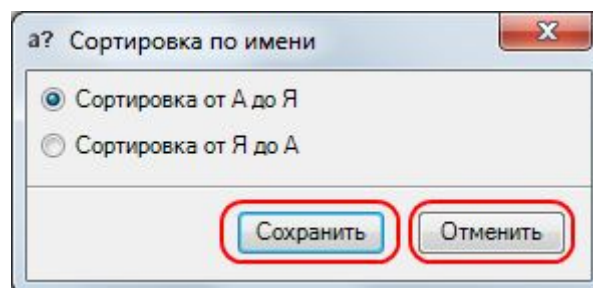 a? Сортировка по имени
Сортировка от А до Я
Сортировка от Я до А
Сохранить Отменить